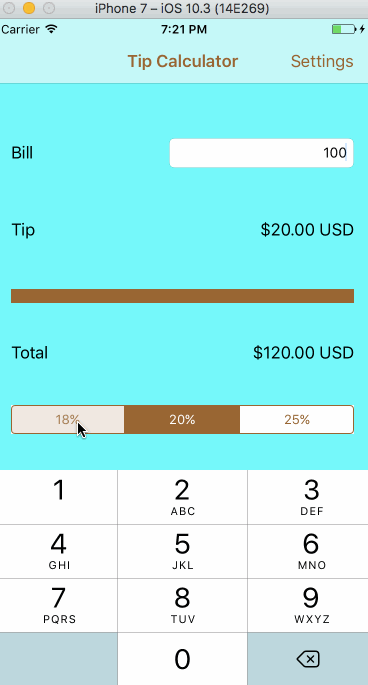 iPhone 7 – iOS 10.3 (14E269)
Carrier 7:21 PM
Tip Calculator Settings
Bill 100
Tip $20.00 USD
Total $120.00 USD
18% 20% 25%
1 2 3
ABC DEF
4 5 6
GHI JKL MNO
7 8 9
PQRS TUV WXYZ
0